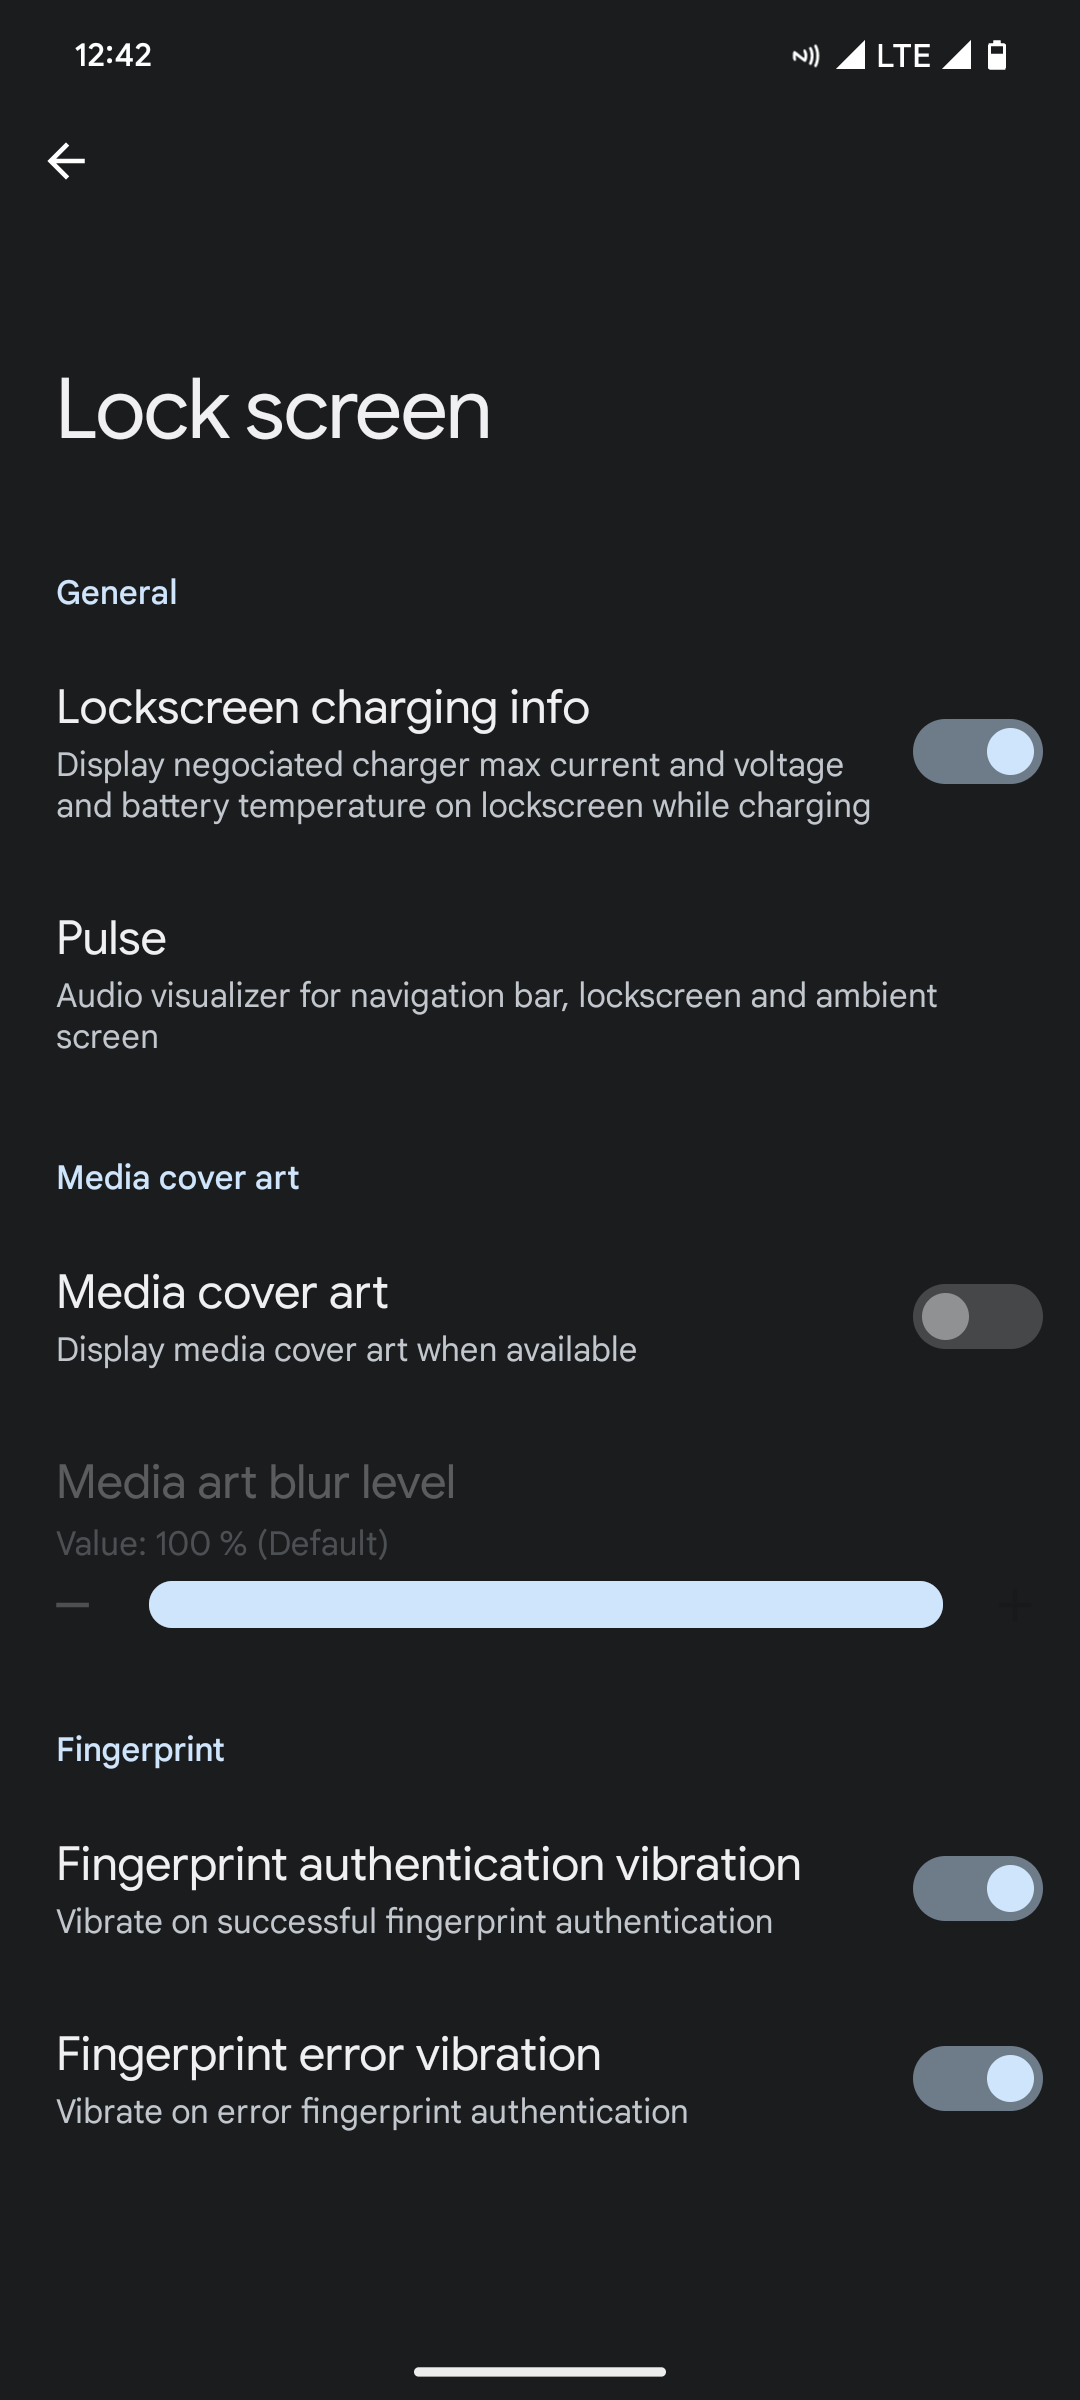 12:42
LTE
Lock screen
General
Lockscreen charging info
Display negociated charger max current and voltage
and battery temperature on lockscreen while charging
Pulse
Audio visualizer for navigation bar, lockscreen and ambient
screen
Media cover art
Media cover art
Display media cover art when available
Media art blur level
Value: 100 % (Default)
Fingerprint
Fingerprint authentication vibration
Vibrate on successful fingerprint authentication
Fingerprint error vibration
Vibrate on error fingerprint authentication